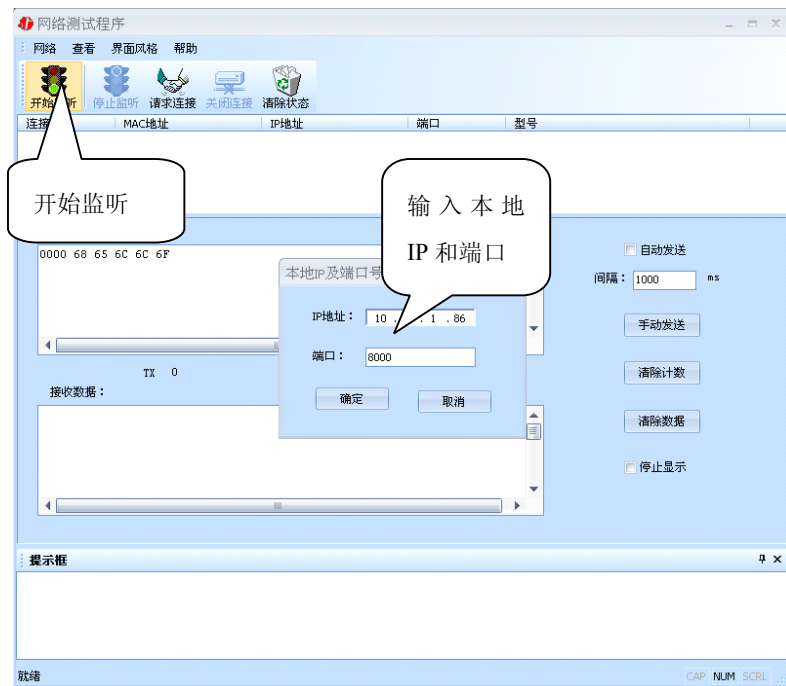 网络测试程序
网络 查看 界面风格 帮助
开始 听 停止监听 请求连接 关闭连接 清除状态
连接 MAC地址 IP地址 端口 型号
开始监听
输入本地
IP 和端口
0000 68 65 6C 6C 6F
自动发送
间隔: 1000 ms
手动发送
本地IP及端口号
IP地址: 10 . . 1 . 86
端口: 8000
确定 取消
TX 0
清除计数
接收数据:
清除数据
停止显示
提示框
就绪 CAP NUM SCRL